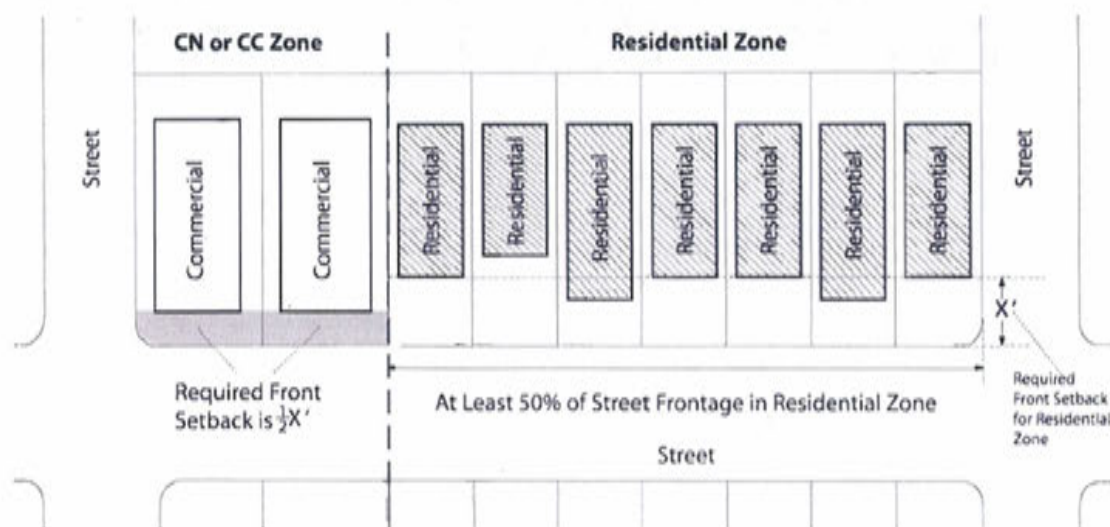 CN or CC Zone
Residential Zone
Street
Commercial
Commercial
Residential
Residential
Residential
Residential
Residential
Residential
Residential
Street
X'
Required Front
Setback is ½X'
At Least 50% of Street Frontage in Residential Zone
Required
Front Setback
for Residential
Zone
Street